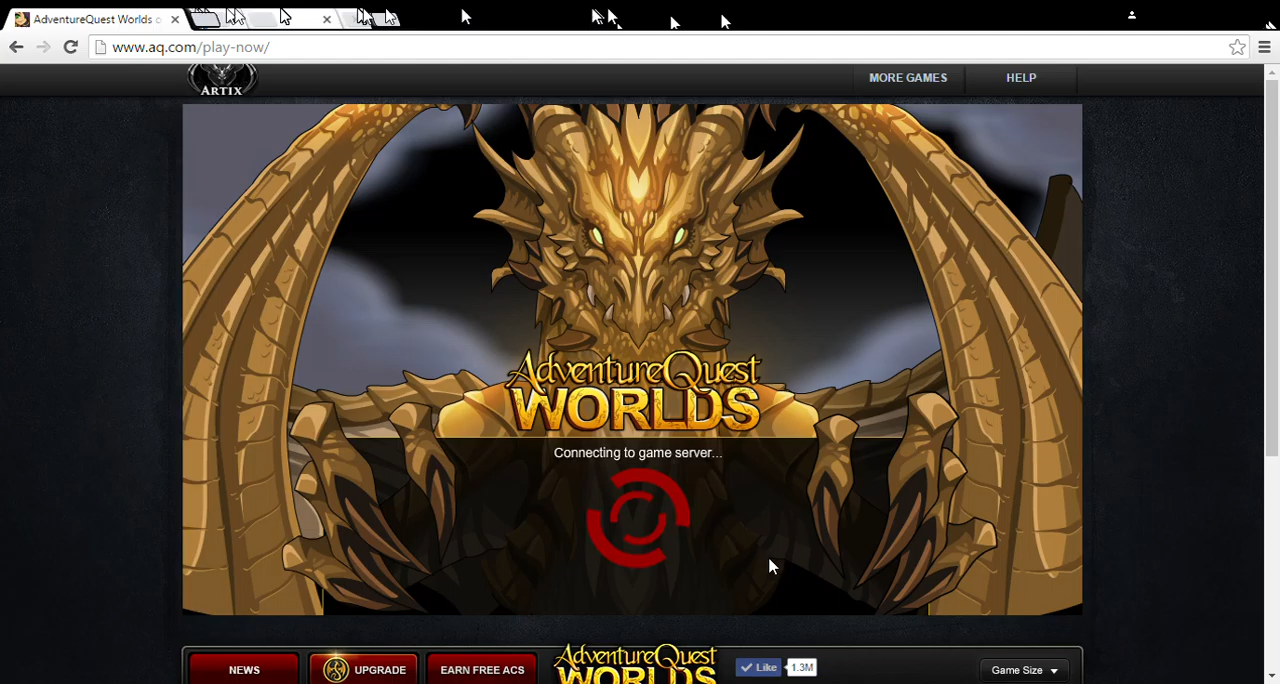 AdventureQuest Worlds o
www.aq.com/play-now/
ARTIX
MORE GAMES
HELP
AdventureQuest
WORLDS
Connecting to game server...
NEWS
UPGRADE
EARN FREE ACS
AdventureQuest
WORLDS
Like
1.3M
Game Size